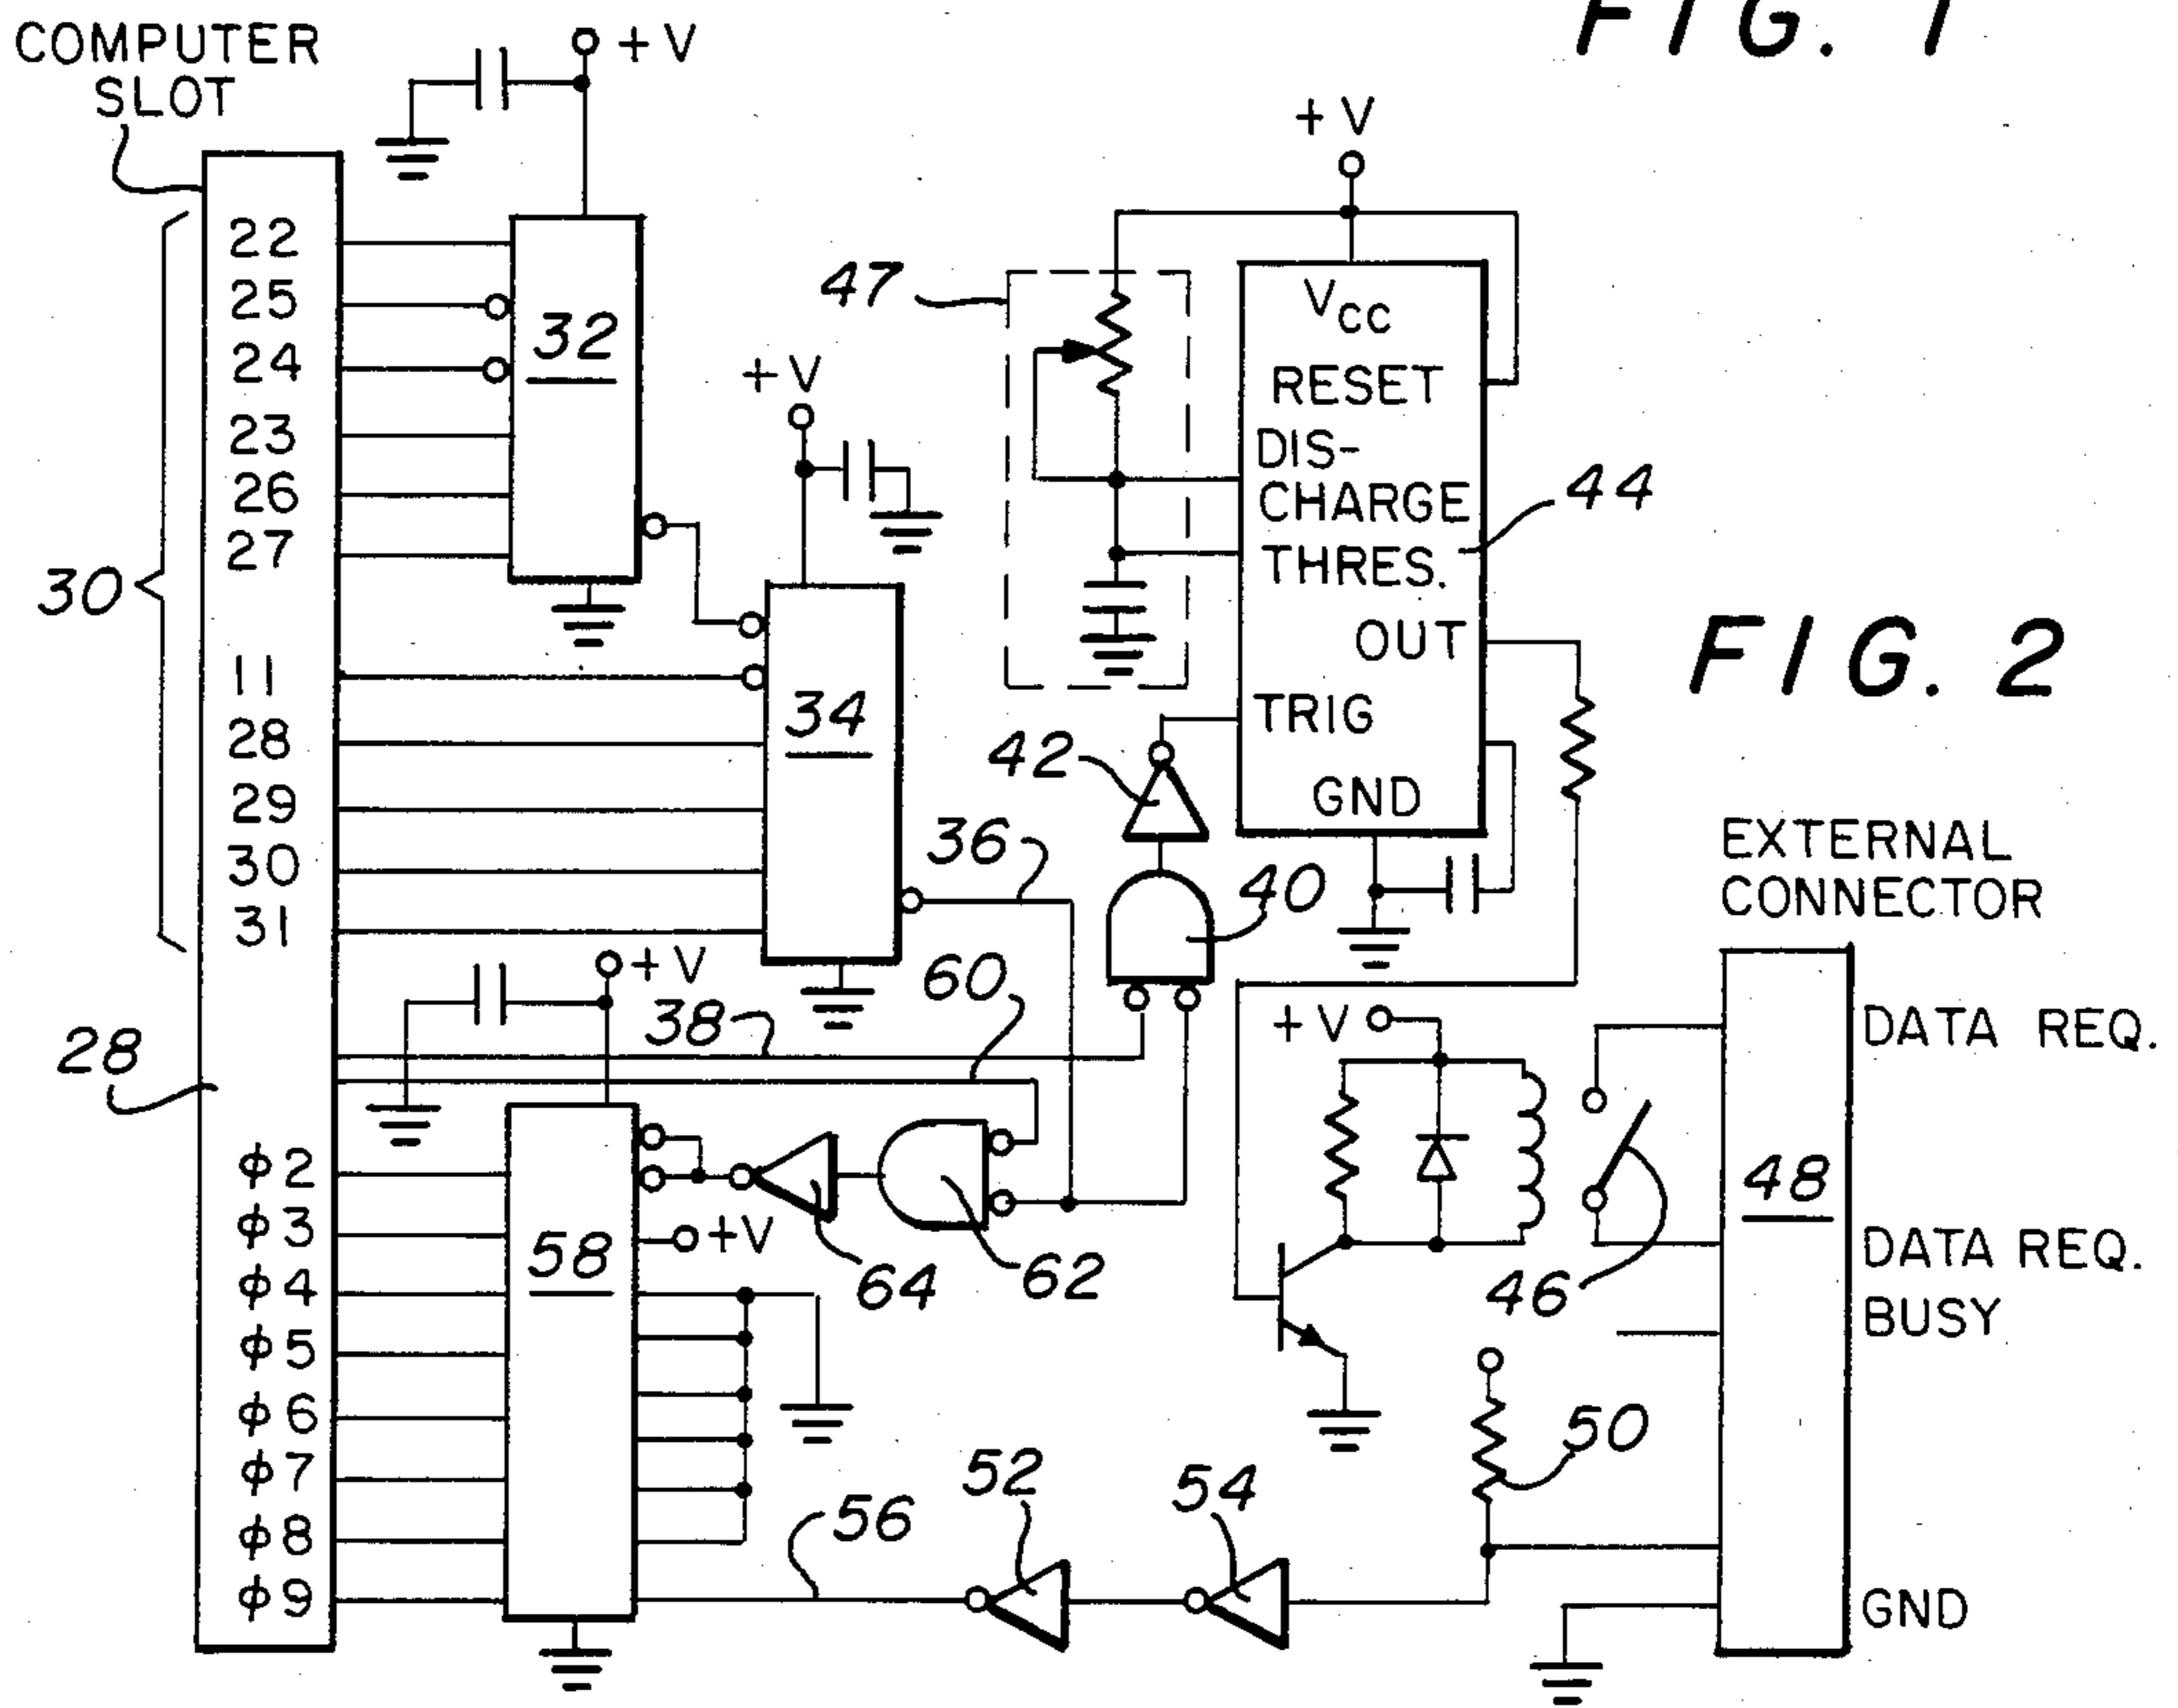 FIG. 1
COMPUTER
SLOT
+V
+V
22
25
24
23
26
27
32
30
+V
11
28
29
30
31
34
47
VCC
RESET
DIS-
CHARGE
THRES.
OUT
TRIG
GND
44
FIG. 2
42
36
40
EXTERNAL
CONNECTOR
+V
38
60
28
+V
DATA REQ.
48
DATA REQ.
BUSY
GND
ϕ2
ϕ3
ϕ4
ϕ5
ϕ6
ϕ7
ϕ8
ϕ9
58
+V
64
62
46
50
52
54
56